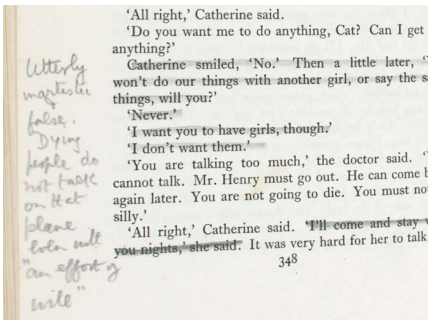 'All right,' Catherine said.
'Do you want me to do anything, Cat? Can I get
anything?'
Catherine smiled, 'No.' Then a little later, '
won't do our things with another girl, or say the s
things, will you?'
'Never.'
'I want you to have girls, though.'
'I don't want them.'
'You are talking too much,' the doctor said. '
cannot talk. Mr. Henry must go out. He can come b
again later. You are not going to die. You must no
silly.'
'All right,' Catherine said. 'I'll come and stay
you nights,' she said. It was very hard for her to talk
348
Utterly
false.
"Dying
people do
not talk
on that
plane
"an effort of